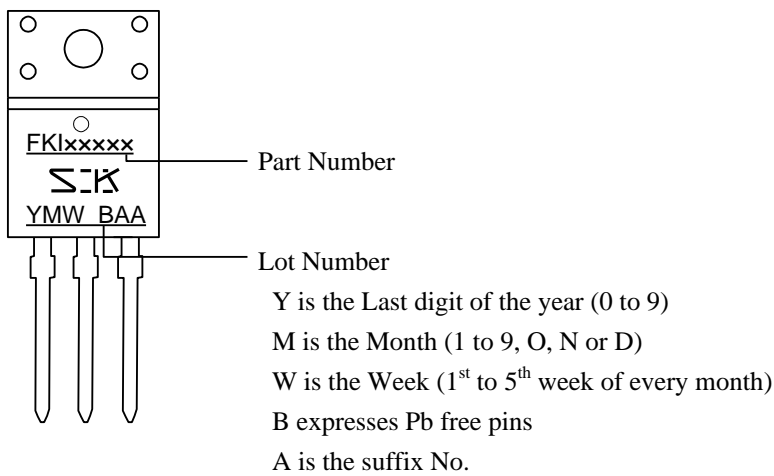 FKIxxxxx
Part Number
SK
YMW BAA
Lot Number
Y is the Last digit of the year (0 to 9)
M is the Month (1 to 9, O, N or D)
W is the Week (1st to 5th week of every month)
B expresses Pb free pins
A is the suffix No.